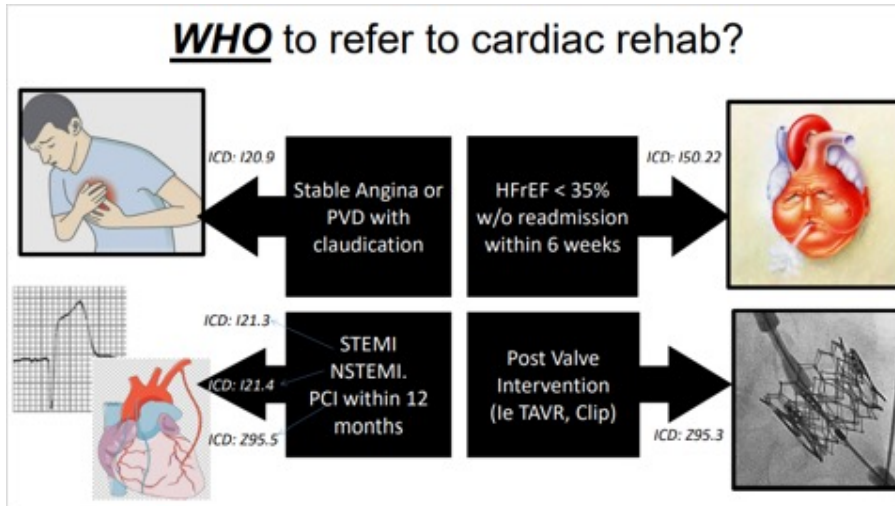 WHO to refer to cardiac rehab?
ICD: I20.9
Stable Angina or
PVD with
claudication
HFrEF < 35%
w/o readmission
within 6 weeks
ICD: I50.22
ICD: I21.3
ICD: I21.4
ICD: Z95.5
STEMI
NSTEMI.
PCI within 12
months
Post Valve
Intervention
(Ie TAVR, Clip)
ICD: Z95.3